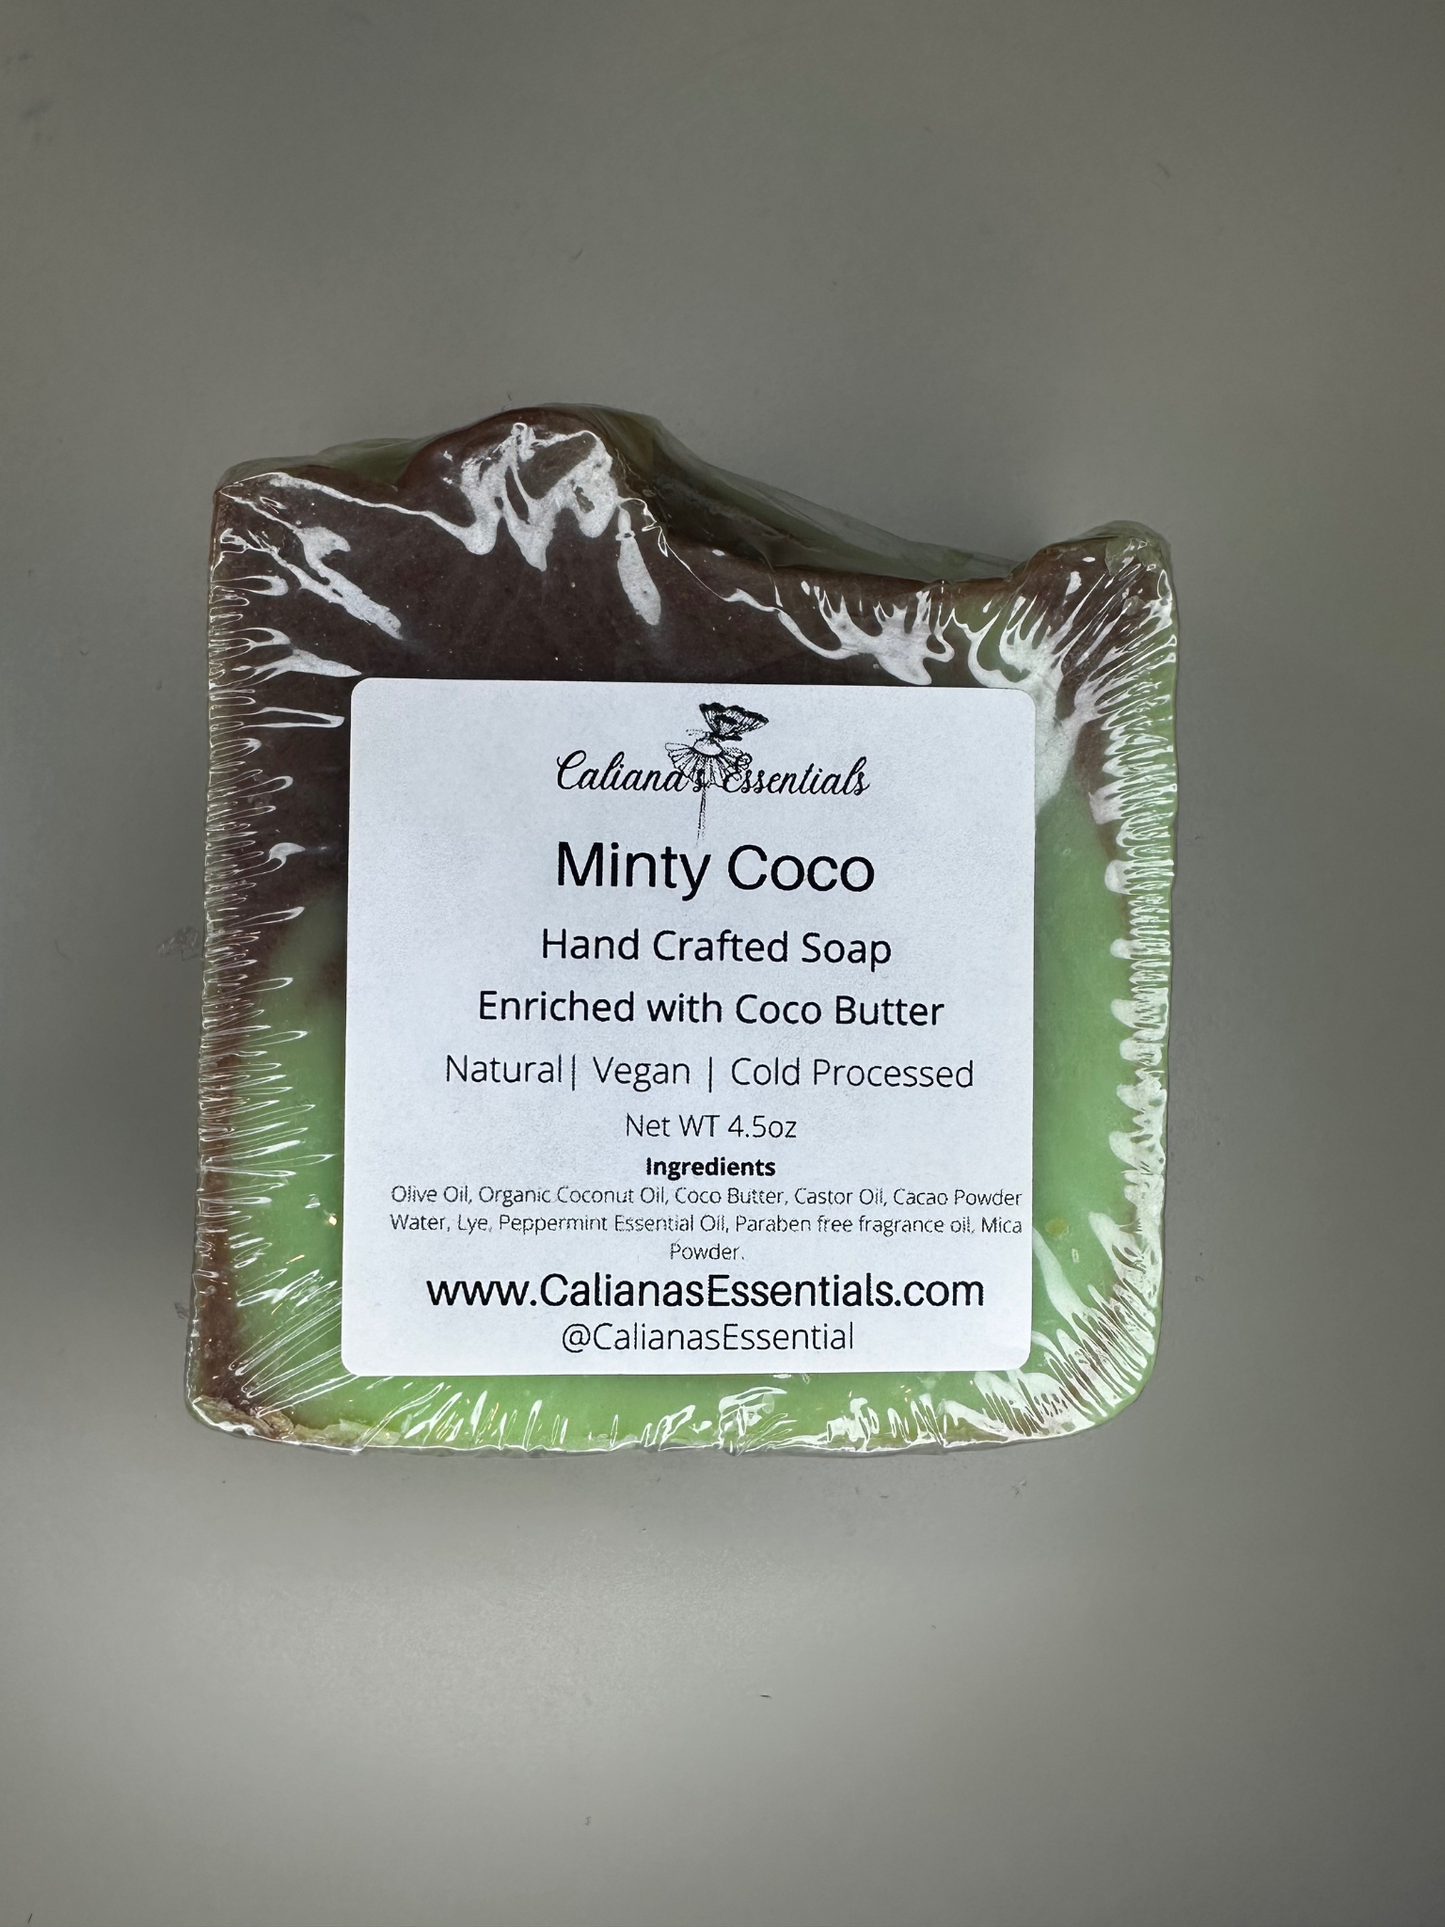 Caliana's Essentials
Minty Coco
Hand Crafted Soap
Enriched with Coco Butter
Natural| Vegan | Cold Processed
Net WT 4.5oz
Ingredients
Olive Oil, Organic Coconut Oil, Coco Butter, Castor Oil, Cacao Powder
Water, Lye, Peppermint Essential Oil, Paraben free fragrance oil, Mica
Powder.
www.CalianasEssentials.com
@CalianasEssential